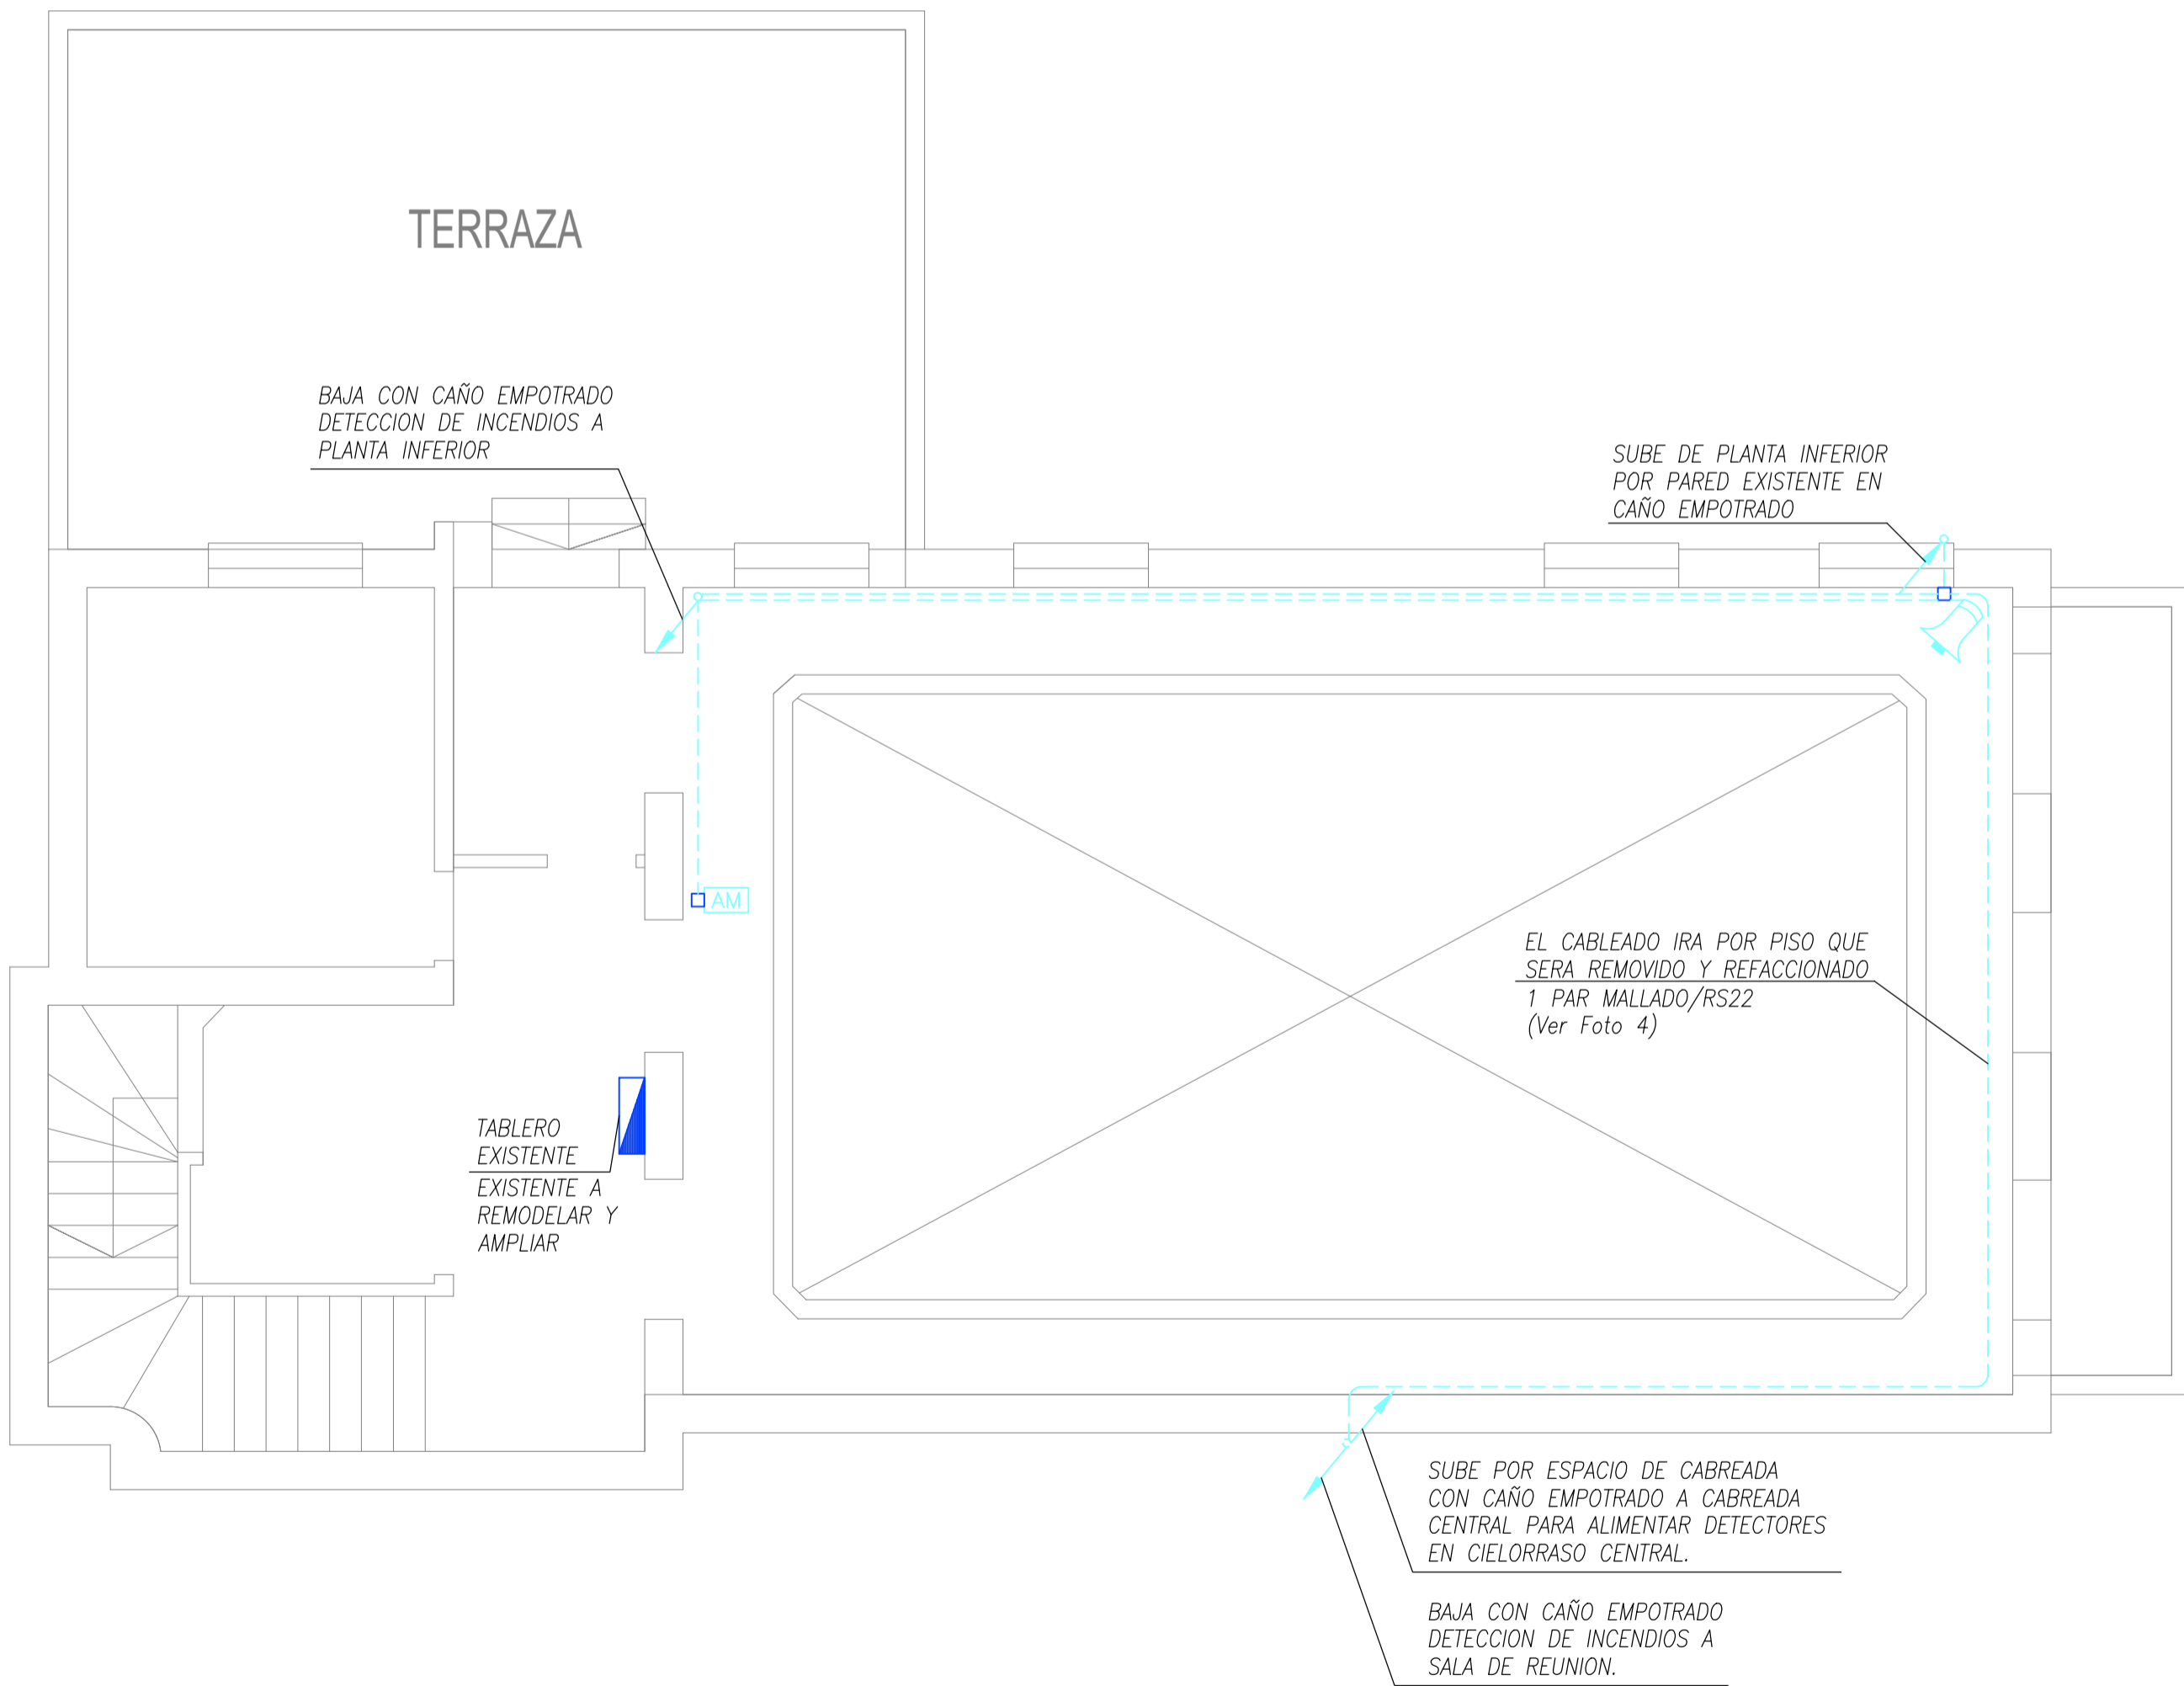 TERRAZA
BAJA CON CAÑO EMPOTRADO
DETECCION DE INCENDIOS A
PLANTA INFERIOR
SUBE DE PLANTA INFERIOR
POR PARED EXISTENTE EN
CAÑO EMPOTRADO
AM
EL CABLEADO IRA POR PISO QUE
SERA REMOVIDO Y REFACCIONADO
1 PAR MALLADO/RS22
(Ver Foto 4)
TABLERO
EXISTENTE
EXISTENTE A
REMODELAR Y
AMPLIAR
SUBE POR ESPACIO DE CABREADA
CON CAÑO EMPOTRADO A CABREADA
CENTRAL PARA ALIMENTAR DETECTORES
EN CIELORRASO CENTRAL.
BAJA CON CAÑO EMPOTRADO
DETECCION DE INCENDIOS A
SALA DE REUNION.